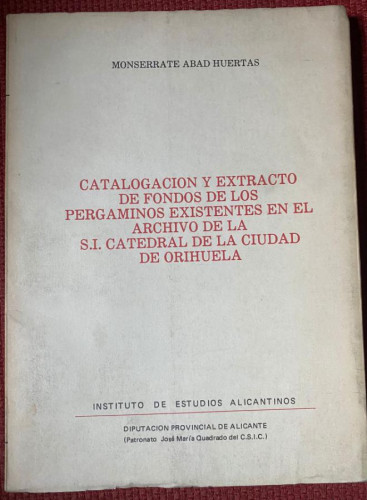 MONSERRATE ABAD HUERTAS
CATALOGACION Y EXTRACTO
DE FONDOS DE LOS
PERGAMINOS EXISTENTES EN EL
ARCHIVO DE LA
S.I. CATEDRAL DE LA CIUDAD
DE ORIHUELA
INSTITUTO DE ESTUDIOS ALICANTINOS
DIPUTACION PROVINCIAL DE ALICANTE
(Patronato José María Quadrado del C.S.I.C.)